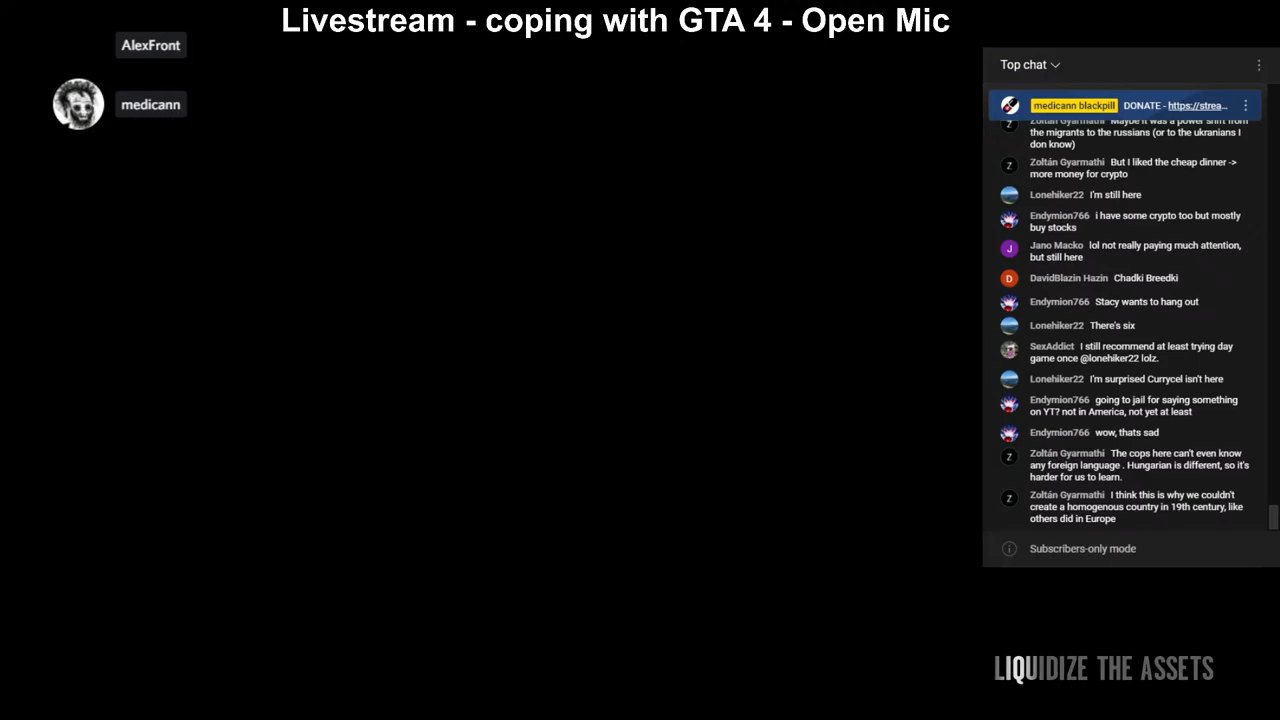 Livestream - coping with GTA 4 - Open Mic
AlexFront
medicann
Top chat
medicann blackpill DONATE - https://strea...
Zoltán Gyarmathi Maybe it was a power shift from
the migrants to the russians (or to the ukranians I
don know)
Zoltán Gyarmathi But I liked the cheap dinner ->
more money for crypto
Lonehiker22 I'm still here
Endymion766 i have some crypto too but mostly
buy stocks
J
Jano Macko lol not really paying much attention,
but still here
D
DavidBlazin Hazin Chadki Breedki
Endymion766 Stacy wants to hang out
Lonehiker22 There's six
SexAddict I still recommend at least trying day
game once @lonehiker22 lolz.
Lonehiker22 I'm surprised Currycel isn't here
Endymion766 going to jail for saying something
on YT? not in America, not yet at least
Endymion766 wow, thats sad
Z
Zoltán Gyarmathi The cops here can't even know
any foreign language . Hungarian is different, so it's
harder for us to learn.
Z
Zoltán Gyarmathi I think this is why we couldn't
create a homogenous country in 19th century, like
others did in Europe
Subscribers-only mode
LIQUIDIZE THE ASSETS